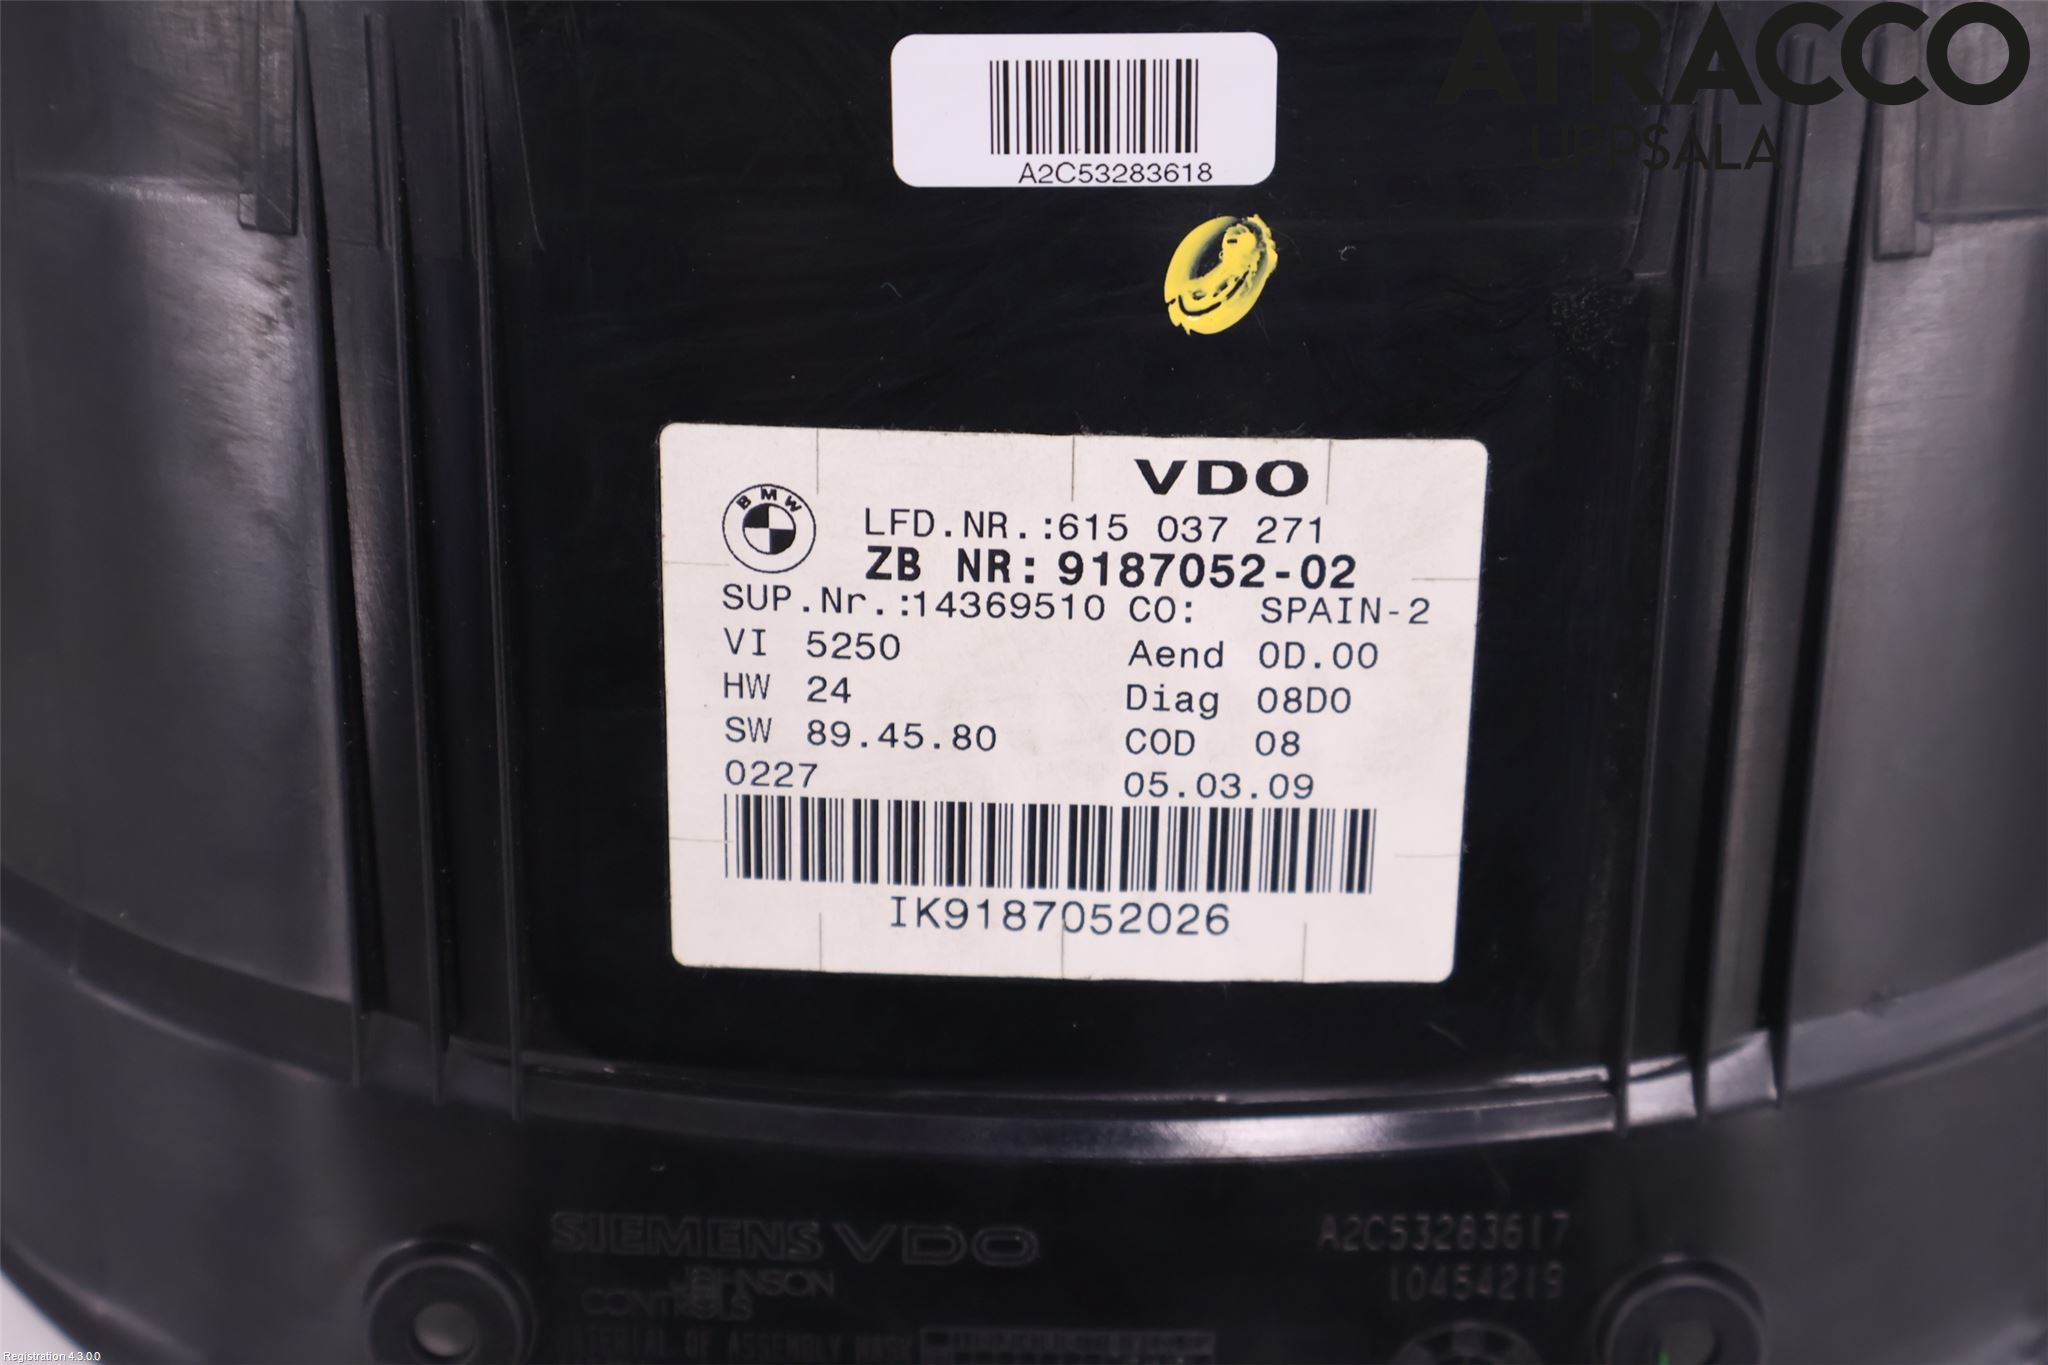 ATRACCO
UPPSALA
A2C53283618
VDO
BMW
LFD.NR.:615 037 271
ZB NR:9187052-02
SUP.Nr.:14369510 CO: SPAIN-2
VI 5250 Aend 0D.00
HW 24 Diag 08D0
SW 89.45.80 COD 08
0227 05.03.09
IK9187052026
SIEMENS VDO A2C53283617
JOHNSON 10454219
CONTROLS
OF ASSEMBLY
Registration 4.3.0.0